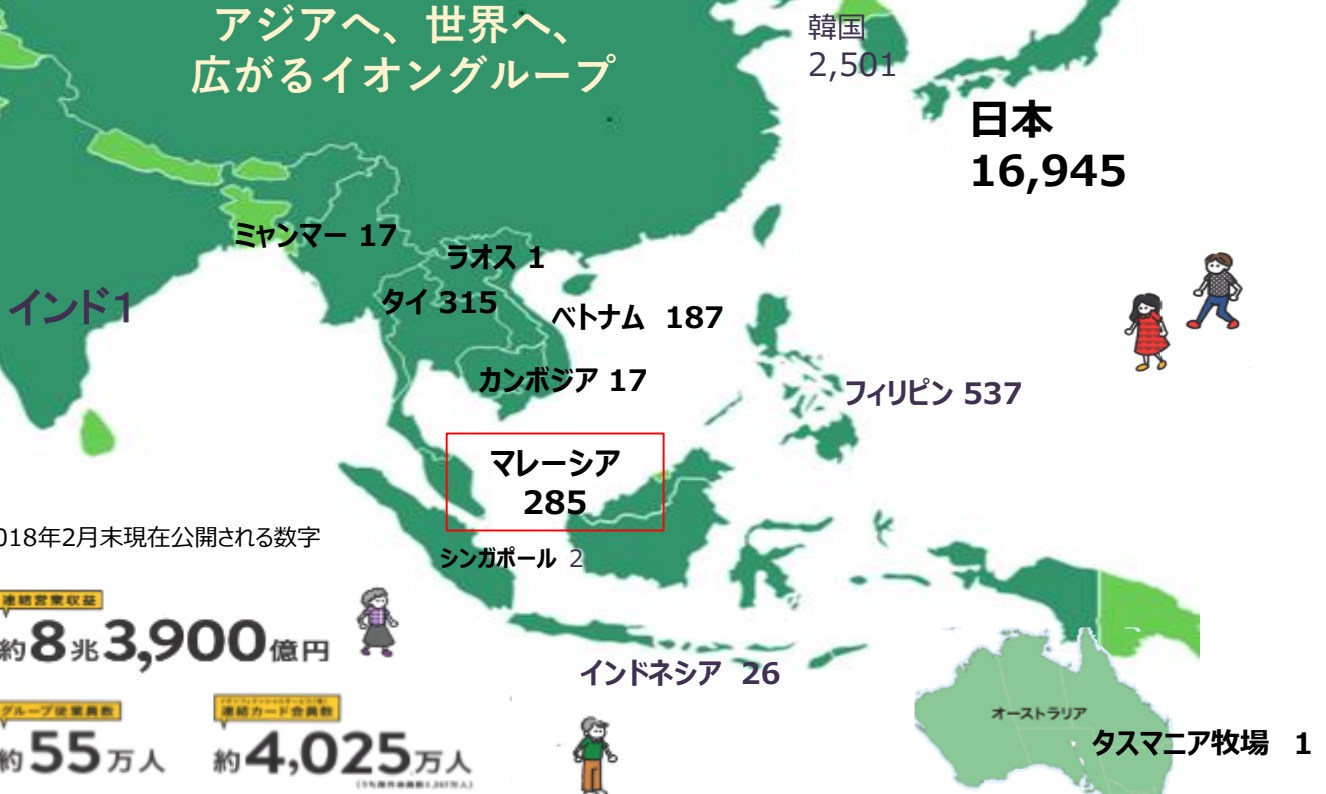 アジアへ、世界へ、
広がるイオングループ
韓国
2,501
日本
16,945
ミャンマー 17
ラオス 1
インド1
タイ 315
ベトナム 187
カンボジア 17
フィリピン 537
マレーシア
285
018年2月末現在公開される数字
シンガポール 2
連結営業収益
約8兆3,900億円
インドネシア 26
グループ従業員数
約55万人
連結カード会員数
約4,025万人
オーストラリア
タスマニア牧場 1